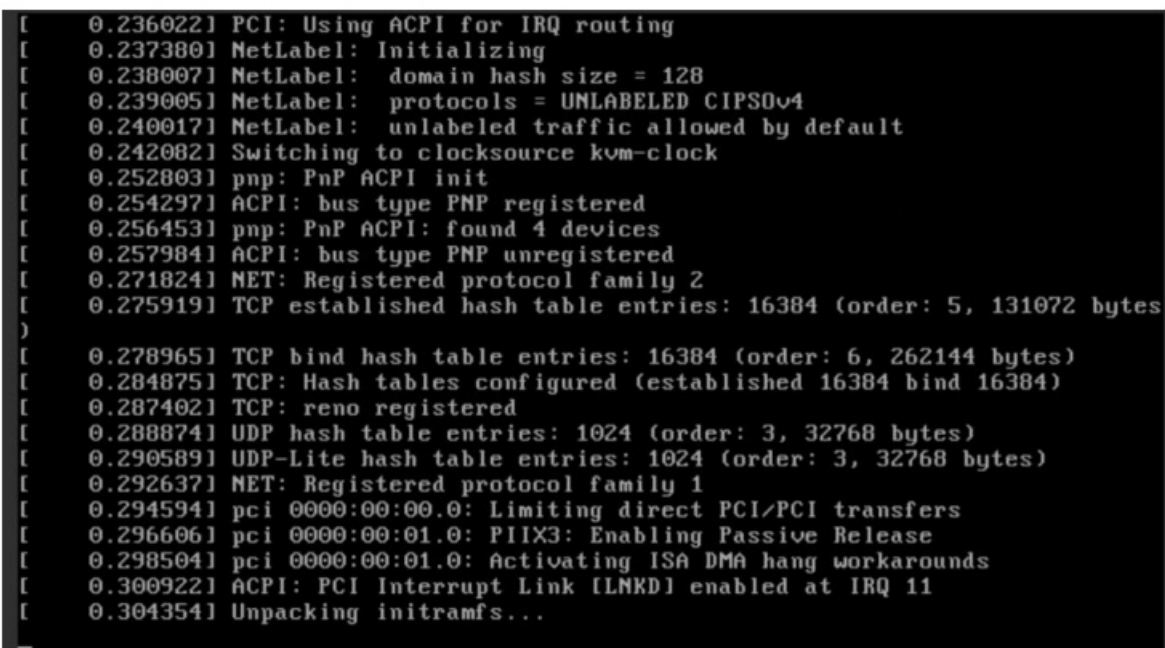 [    0.236022] PCI: Using ACPI for IRQ routing
[    0.237380] NetLabel: Initializing
[    0.238007] NetLabel:  domain hash size = 128
[    0.239005] NetLabel:  protocols = UNLABELED CIPSOv4
[    0.240017] NetLabel:  unlabeled traffic allowed by default
[    0.242082] Switching to clocksource kvm-clock
[    0.252803] pnp: PnP ACPI init
[    0.254297] ACPI: bus type PNP registered
[    0.256453] pnp: PnP ACPI: found 4 devices
[    0.257984] ACPI: bus type PNP unregistered
[    0.271824] NET: Registered protocol family 2
[    0.275919] TCP established hash table entries: 16384 (order: 5, 131072 bytes
)
[    0.278965] TCP bind hash table entries: 16384 (order: 6, 262144 bytes)
[    0.284875] TCP: Hash tables configured (established 16384 bind 16384)
[    0.287402] TCP: reno registered
[    0.288874] UDP hash table entries: 1024 (order: 3, 32768 bytes)
[    0.290589] UDP-Lite hash table entries: 1024 (order: 3, 32768 bytes)
[    0.292637] NET: Registered protocol family 1
[    0.294594] pci 0000:00:00.0: Limiting direct PCI/PCI transfers
[    0.296606] pci 0000:00:01.0: PIIX3: Enabling Passive Release
[    0.298504] pci 0000:00:01.0: Activating ISA DMA hang workarounds
[    0.300922] ACPI: PCI Interrupt Link [LNKD] enabled at IRQ 11
[    0.304354] Unpacking initramfs...